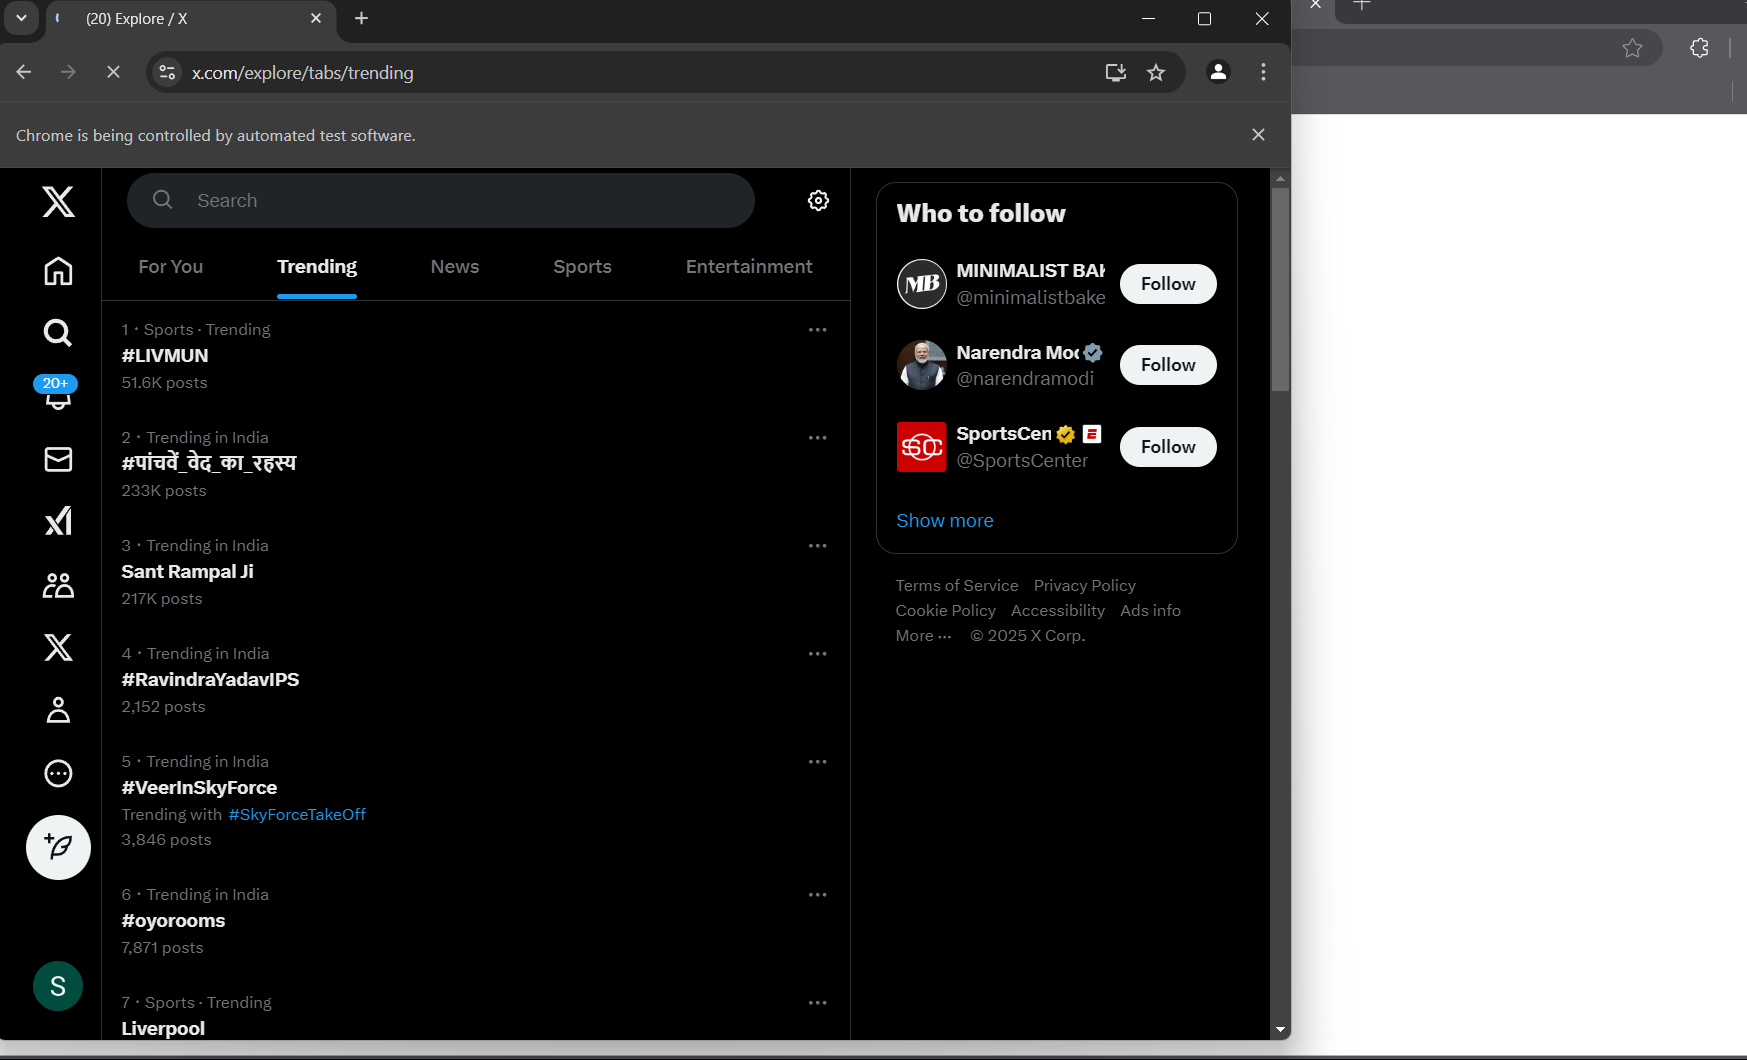 (20) Explore / X
x.com/explore/tabs/trending
Chrome is being controlled by automated test software.
Search
For You
Trending
News
Sports
Entertainment
20+
1 · Sports · Trending
#LIVMUN
51.6K posts
2 · Trending in India
#पांचवें_वेद_का_रहस्य
233K posts
3 · Trending in India
Sant Rampal Ji
217K posts
4 · Trending in India
#RavindraYadavIPS
2,152 posts
5 · Trending in India
#VeerInSkyForce
Trending with #SkyForceTakeOff
3,846 posts
6 · Trending in India
#oyorooms
7,871 posts
7 · Sports · Trending
Liverpool
S
Who to follow
MB
MINIMALIST BAK
@minimalistbake
Follow
Narendra Moc
@narendramodi
Follow
SC
SportsCen
@SportsCenter
Follow
Show more
Terms of Service Privacy Policy
Cookie Policy Accessibility Ads info
More ··· © 2025 X Corp.